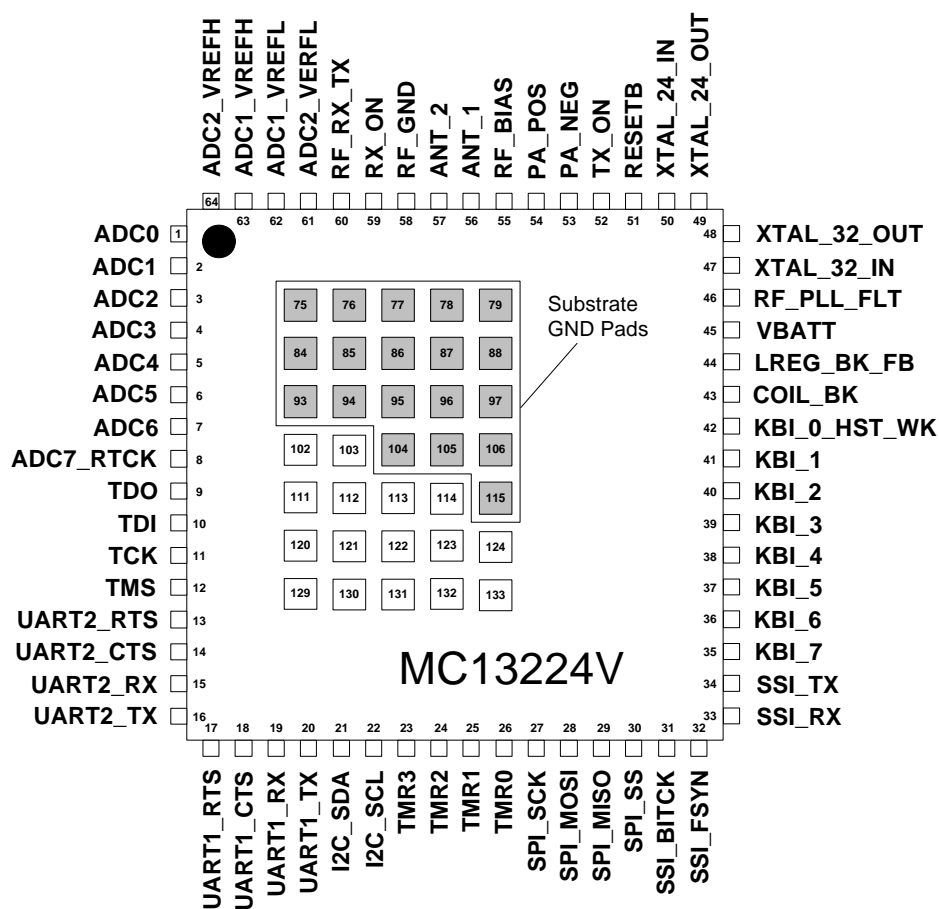 ADC2_VREFH
ADC1_VREFH
ADC1_VREFL
ADC2_VERFL
RF_RX_TX
RX_ON
RF_GND
ANT_2
ANT_1
RF_BIAS
PA_POS
PA_NEG
TX_ON
RESETB
XTAL_24_IN
XTAL_24_OUT
64 63 62 61 60 59 58 57 56 55 54 53 52 51 50 49
ADC0 1
ADC1 2
ADC2 3
ADC3 4
ADC4 5
ADC5 6
ADC6 7
ADC7_RTCK 8
TDO 9
TDI 10
TCK 11
TMS 12
UART2_RTS 13
UART2_CTS 14
UART2_RX 15
UART2_TX 16
75 76 77 78 79
84 85 86 87 88
93 94 95 96 97
102 103 104 105 106
111 112 113 114 115
120 121 122 123 124
129 130 131 132 133
Substrate
GND Pads
MC13224V
48 XTAL_32_OUT
47 XTAL_32_IN
46 RF_PLL_FLT
45 VBATT
44 LREG_BK_FB
43 COIL_BK
42 KBI_0_HST_WK
41 KBI_1
40 KBI_2
39 KBI_3
38 KBI_4
37 KBI_5
36 KBI_6
35 KBI_7
34 SSI_TX
33 SSI_RX
17 18 19 20 21 22 23 24 25 26 27 28 29 30 31 32
UART1_RTS
UART1_CTS
UART1_RX
UART1_TX
I2C_SDA
I2C_SCL
TMR3
TMR2
TMR1
TMR0
SPI_SCK
SPI_MOSI
SPI_MISO
SPI_SS
SSI_BITCK
SSI_FSYN